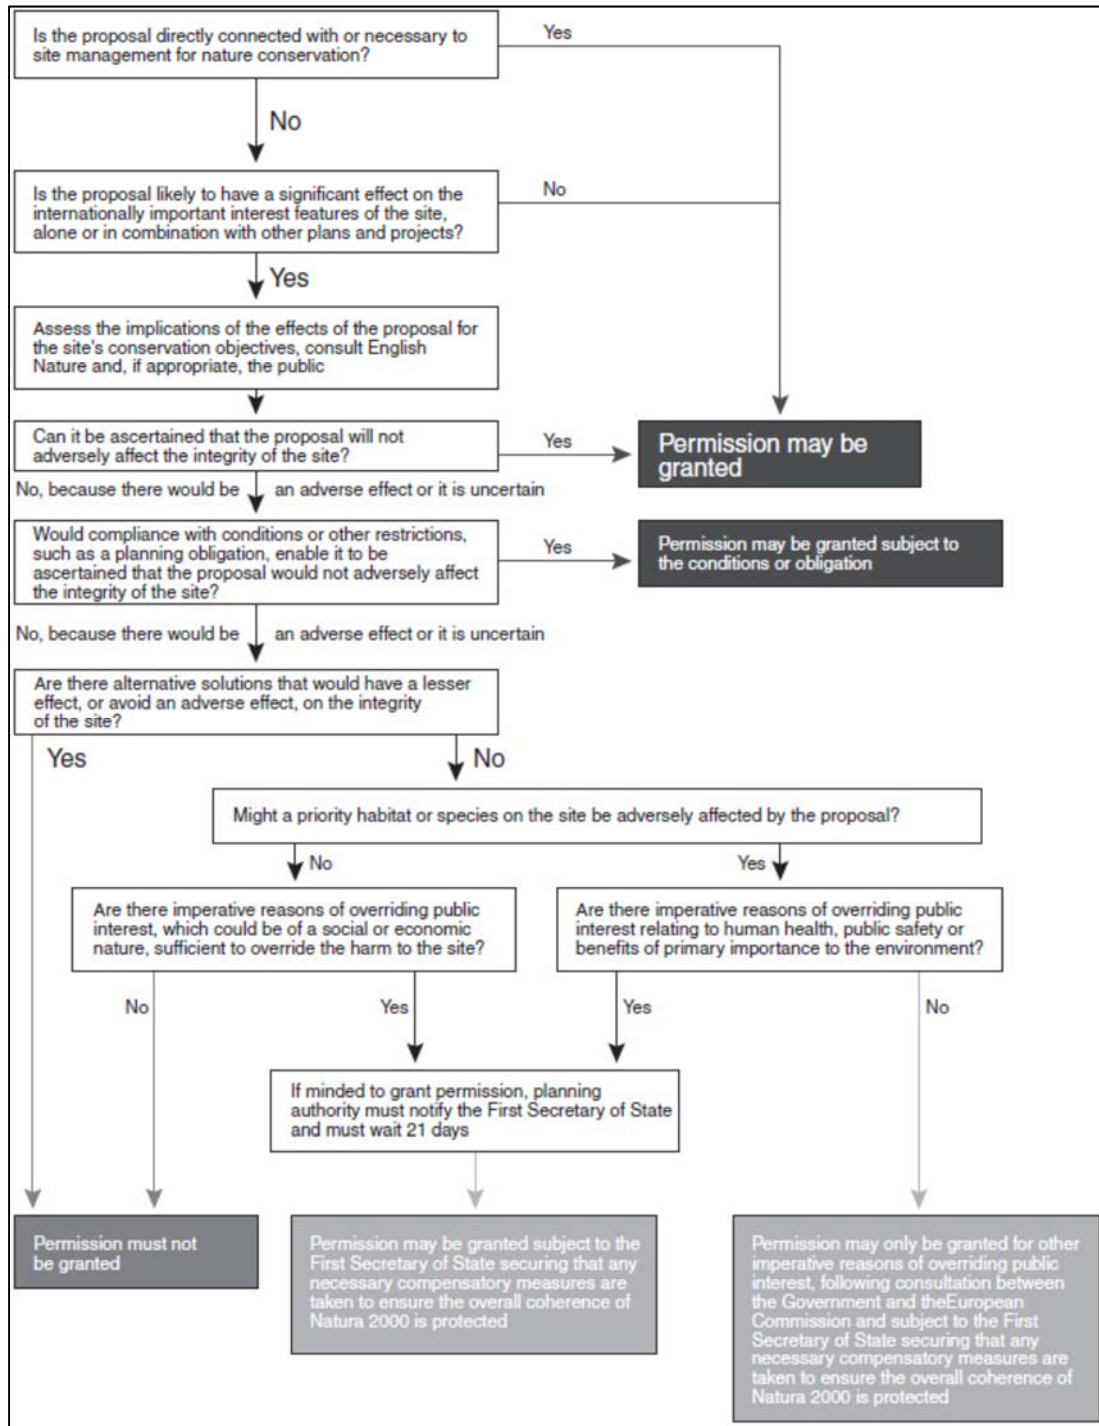 Is the proposal directly connected with or necessary to
site management for nature conservation?
Yes
No
Is the proposal likely to have a significant effect on the
internationally important interest features of the site,
alone or in combination with other plans and projects?
No
Yes
Assess the implications of the effects of the proposal for
the site's conservation objectives, consult English
Nature and, if appropriate, the public
Can it be ascertained that the proposal will not
adversely affect the integrity of the site?
Yes
Permission may be
granted
No, because there would be an adverse effect or it is uncertain
Would compliance with conditions or other restrictions,
such as a planning obligation, enable it to be
ascertained that the proposal would not adversely affect
the integrity of the site?
Yes
Permission may be granted subject to
the conditions or obligation
No, because there would be an adverse effect or it is uncertain
Are there alternative solutions that would have a lesser
effect, or avoid an adverse effect, on the integrity
of the site?
Yes
No
Might a priority habitat or species on the site be adversely affected by the proposal?
No
Yes
Are there imperative reasons of overriding public
interest, which could be of a social or economic
nature, sufficient to override the harm to the site?
Are there imperative reasons of overriding public
interest relating to human health, public safety or
benefits of primary importance to the environment?
No
Yes
Yes
No
If minded to grant permission, planning
authority must notify the First Secretary of State
and must wait 21 days
Permission must not
be granted
Permission may be granted subject to the
First Secretary of State securing that any
necessary compensatory measures are
taken to ensure the overall coherence of
Natura 2000 is protected
Permission may only be granted for other
imperative reasons of overriding public
interest, following consultation between
the Government and theEuropean
Commission and subject to the First
Secretary of State securing that any
necessary compensatory measures are
taken to ensure the overall coherence of
Natura 2000 is protected